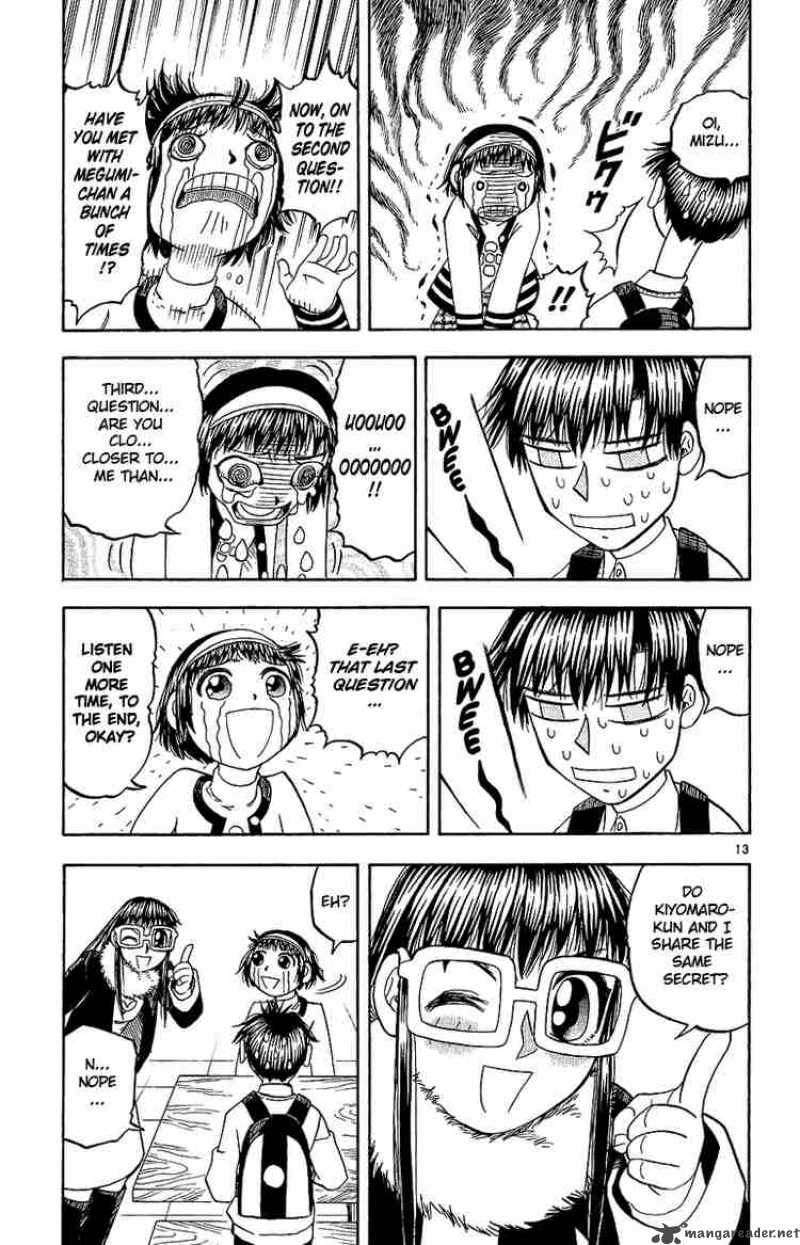 OI,
MIZU...
ビクッ
!!
NOW, ON
TO THE
SECOND
QUES-
TION!!
HAVE
YOU MET
WITH
MEGUMI-
CHAN A
BUNCH
OF
TIMES
!?
NOPE
...
BWEE
UOOUOO
...
OOOOOOO
!!
THIRD...
QUESTION...
ARE YOU
CLO...
CLOSER TO...
ME THAN...
NOPE
...
BWEE
E-EH?
THAT LAST
QUESTION
...
LISTEN
ONE
MORE
TIME, TO
THE END,
OKAY?
13
DO
KIYOMARO-
KUN AND I
SHARE THE
SAME
SECRET?
EH?
N...
NOPE
...
mangareader.net